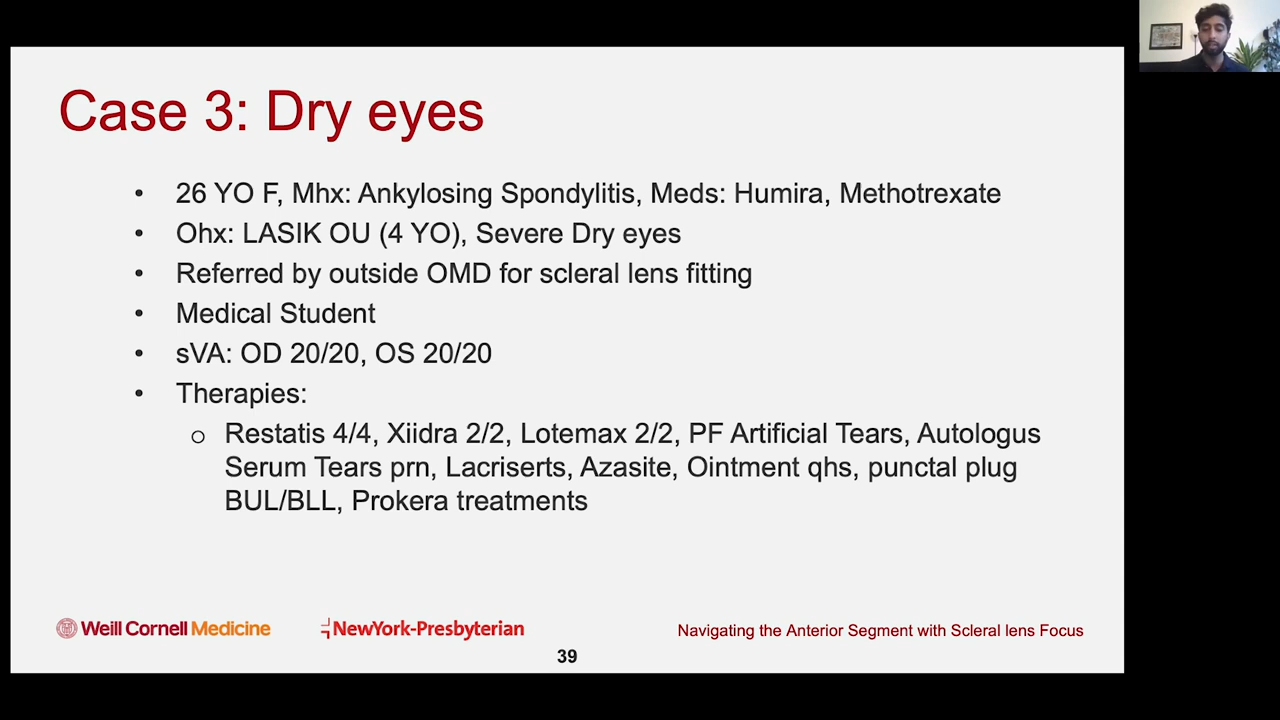 Case 3: Dry eyes
• 26 YO F, Mhx: Ankylosing Spondylitis, Meds: Humira, Methotrexate
• Ohx: LASIK OU (4 YO), Severe Dry eyes
• Referred by outside OMD for scleral lens fitting
• Medical Student
• sVA: OD 20/20, OS 20/20
• Therapies:
o Restatis 4/4, Xiidra 2/2, Lotemax 2/2, PF Artificial Tears, Autologus
Serum Tears prn, Lacriserts, Azasite, Ointment qhs, punctal plug
BUL/BLL, Prokera treatments
Weill Cornell Medicine
NewYork-Presbyterian
Navigating the Anterior Segment with Scleral lens Focus
39